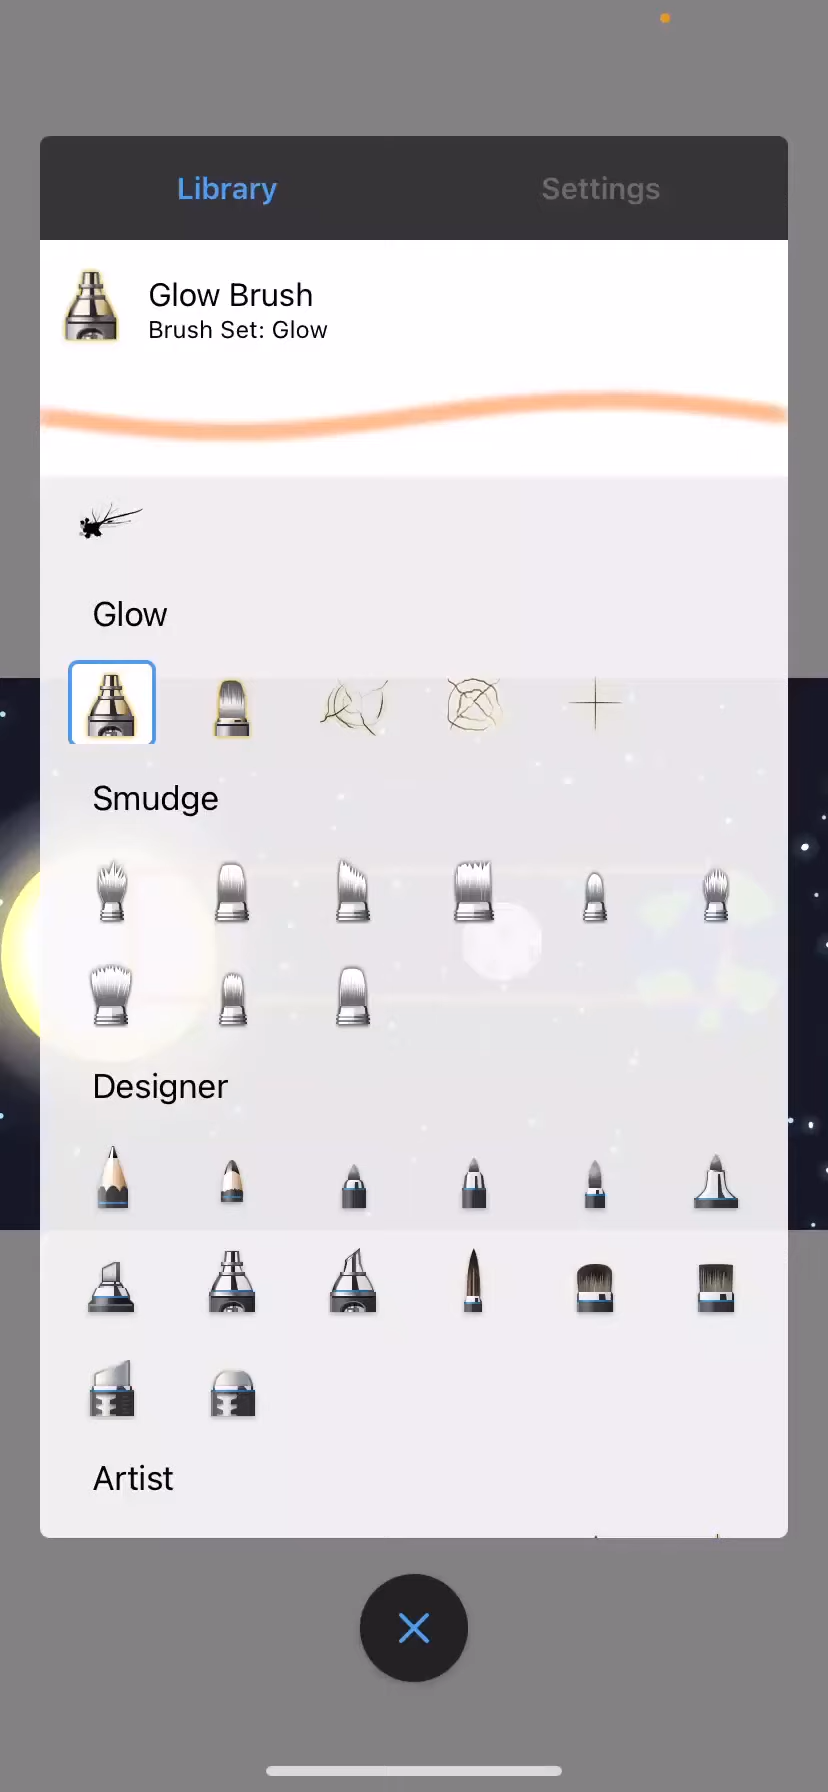 Library
Settings
Glow Brush
Brush Set: Glow
Glow
Smudge
Designer
Artist